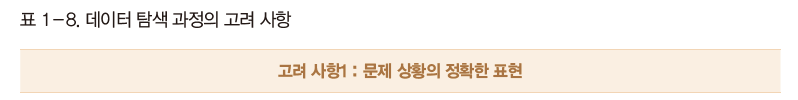 표 1-8. 데이터 탐색 과정의 고려 사항
고려 사항1 : 문제 상황의 정확한 표현